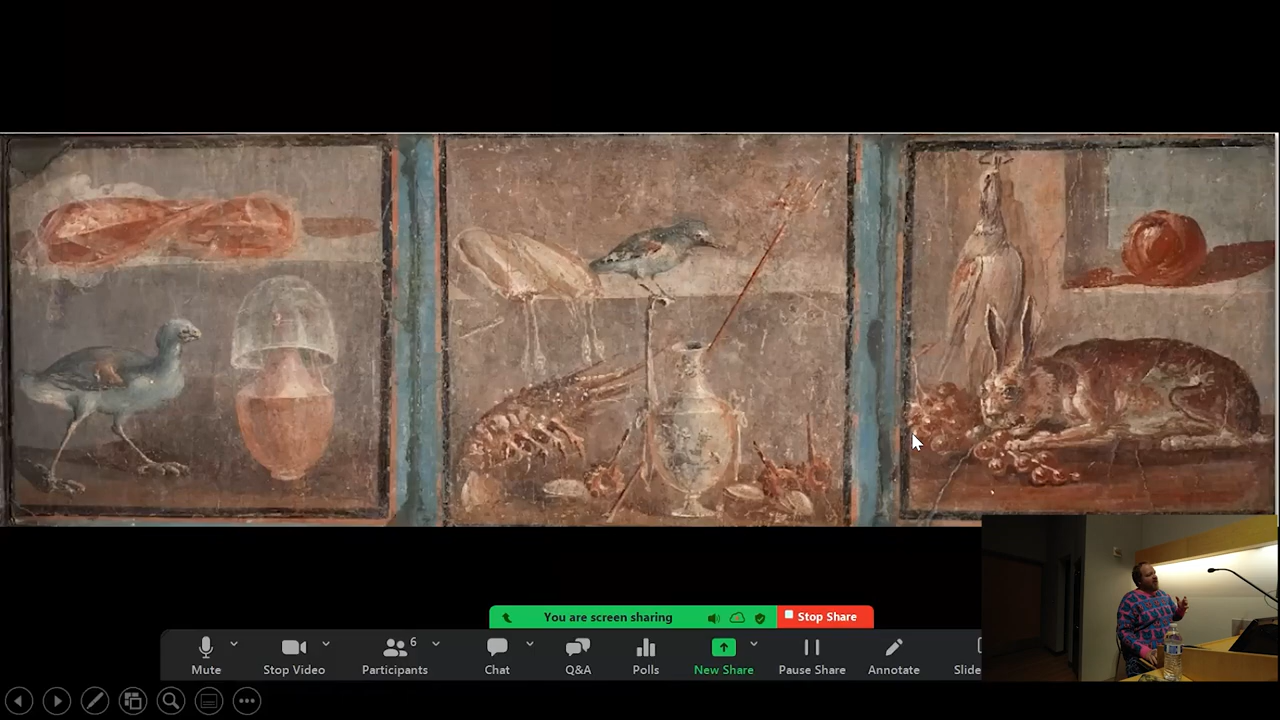 You are screen sharing Stop Share
6
Mute Stop Video Participants Chat Q&A Polls New Share Pause Share Annotate Slide